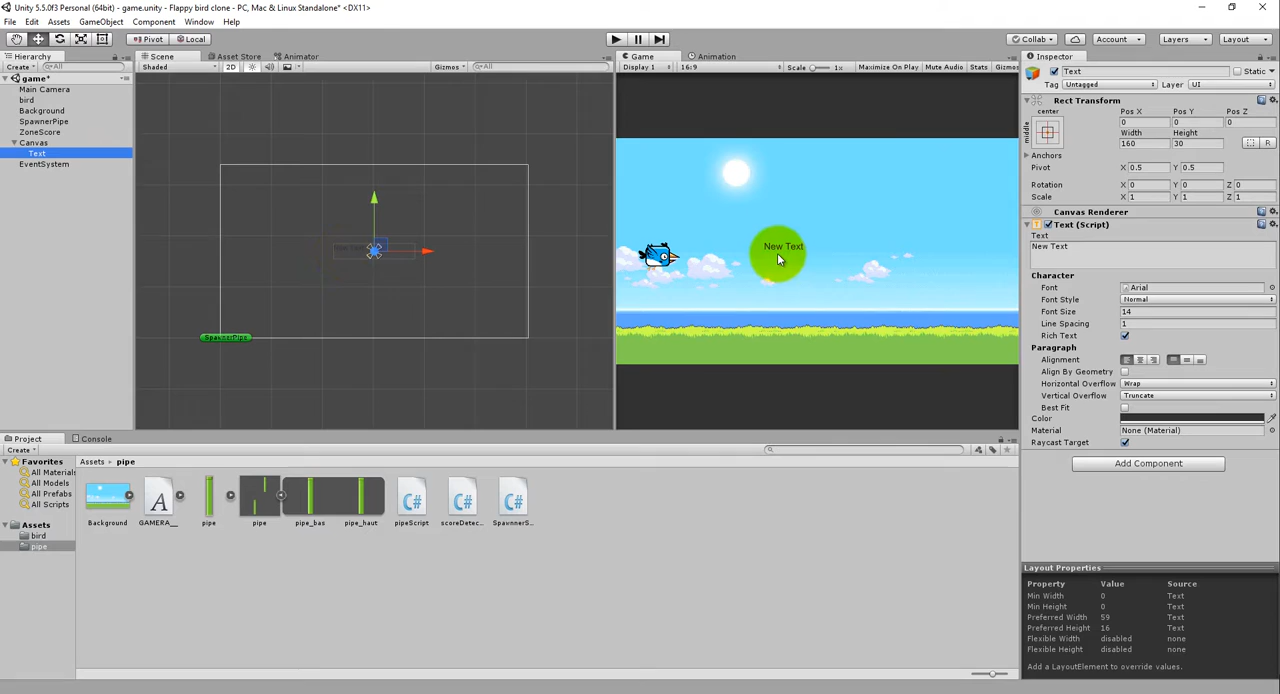 Unity 5.5.0f3 Personal (64bit) - game.unity - Flappy bird clone - PC, Mac & Linux Standalone* <DX11>
File Edit Assets GameObject Component Window Help
Pivot Local Collab Account Layers Layout
Hierarchy Scene Asset Store Animator Game Animation Inspector
Create All Shaded 2D Gizmos All Display 1 16:9 Scale 1x Maximize On Play Mute Audio Stats Gizmos
Text Static
Tag Untagged Layer UI
game*
Main Camera
bird
Background
SpawnerPipe
ZoneScore
Canvas
Text
EventSystem
SpawnerPipe
New Text
New Text
Rect Transform
center Pos X Pos Y Pos Z
middle 0 0 0
Width Height
160 30 R
Anchors
Pivot X 0.5 Y 0.5
Rotation X 0 Y 0 Z 0
Scale X 1 Y 1 Z 1
Canvas Renderer
Text (Script)
Text
New Text
Character
Font Arial
Font Style Normal
Font Size 14
Line Spacing 1
Rich Text
Paragraph
Alignment
Align By Geometry
Horizontal Overflow Wrap
Vertical Overflow Truncate
Best Fit
Color
Material None (Material)
Raycast Target
Add Component
Project Console
Create
Favorites
All Materials
All Models
All Prefabs
All Scripts
Assets
bird
pipe
Assets pipe
A C# C# C#
Background GAMERA__ pipe pipe pipe_bas pipe_haut pipeScript scoreDetec... SpawnnerS...
Layout Properties
Property Value Source
Min Width 0 Text
Min Height 0 Text
Preferred Width 59 Text
Preferred Height 16 Text
Flexible Width disabled none
Flexible Height disabled none
Add a LayoutElement to override values.